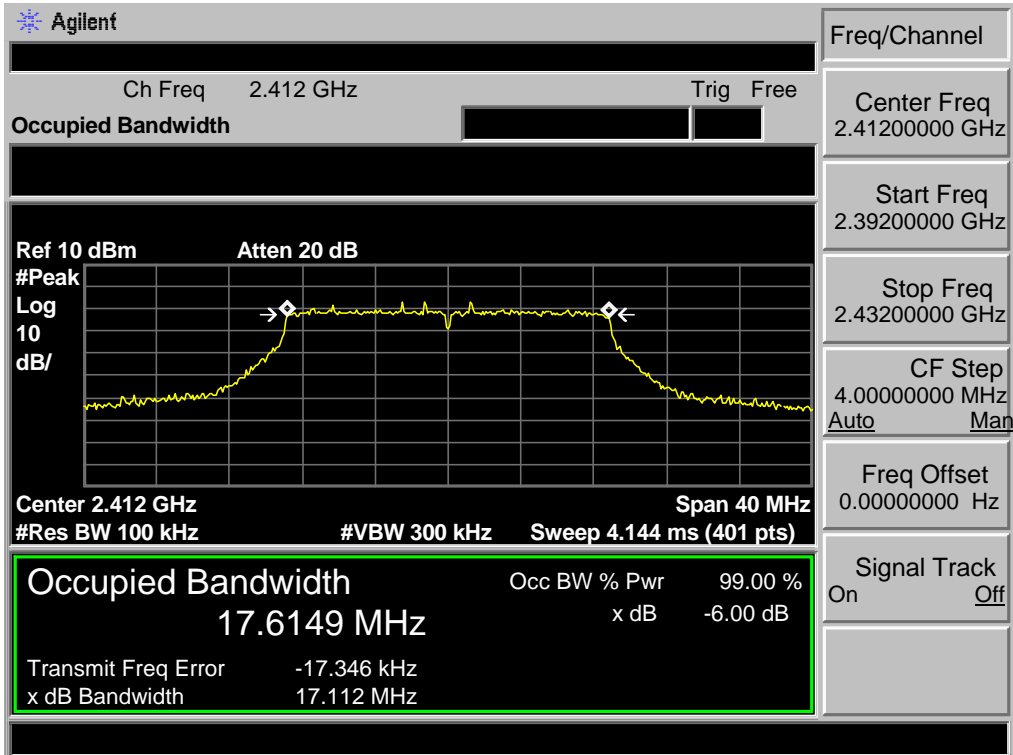 Agilent
Freq/Channel
Ch Freq 2.412 GHz Trig Free
Occupied Bandwidth
Center Freq
2.41200000 GHz
Start Freq
2.39200000 GHz
Stop Freq
2.43200000 GHz
CF Step
4.00000000 MHz
Auto Man
Freq Offset
0.00000000 Hz
Signal Track
On Off
Ref 10 dBm Atten 20 dB
#Peak
Log
10
dB/
Center 2.412 GHz Span 40 MHz
#Res BW 100 kHz #VBW 300 kHz Sweep 4.144 ms (401 pts)
Occupied Bandwidth Occ BW % Pwr 99.00 %
17.6149 MHz x dB -6.00 dB
Transmit Freq Error -17.346 kHz
x dB Bandwidth 17.112 MHz